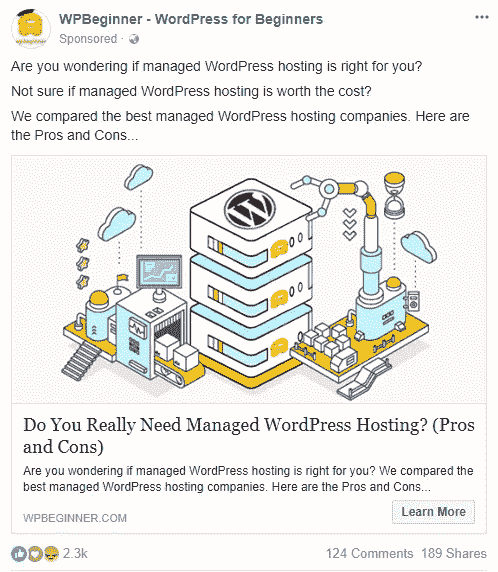 WPBeginner - WordPress for Beginners
Sponsored ·
Are you wondering if managed WordPress hosting is right for you?
Not sure if managed WordPress hosting is worth the cost?
We compared the best managed WordPress hosting companies. Here are
the Pros and Cons...
Do You Really Need Managed WordPress Hosting? (Pros
and Cons)
Are you wondering if managed WordPress hosting is right for you? We compared the
best managed WordPress hosting companies. Here are the Pros and Cons...
WPBEGINNER.COM
Learn More
2.3k
124 Comments 189 Shares